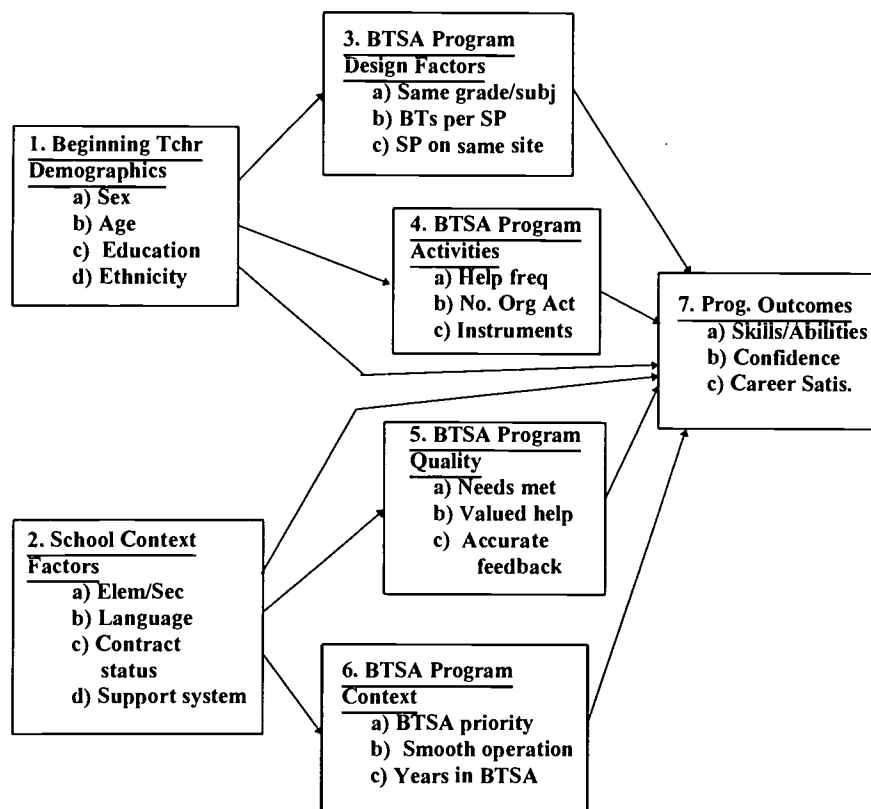 1. Beginning Tchr
Demographics
a) Sex
b) Age
c) Education
d) Ethnicity
2. School Context
Factors
a) Elem/Sec
b) Language
c) Contract
status
d) Support system
3. BTSA Program
Design Factors
a) Same grade/subj
b) BTs per SP
c) SP on same site
4. BTSA Program
Activities
a) Help freq
b) No. Org Act
c) Instruments
5. BTSA Program
Quality
a) Needs met
b) Valued help
c) Accurate
feedback
6. BTSA Program
Context
a) BTSA priority
b) Smooth operation
c) Years in BTSA
7. Prog. Outcomes
a) Skills/Abilities
b) Confidence
c) Career Satis.